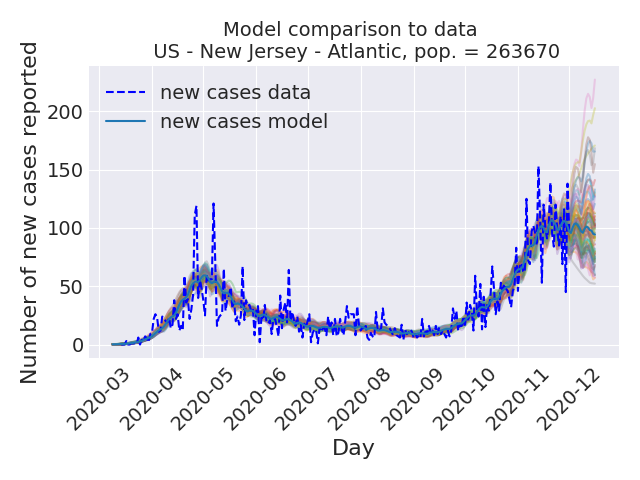 Model comparison to data
US - New Jersey - Atlantic, pop. = 263670
Number of new cases reported
200
150
100
50
0
new cases data
new cases model
2020-03
2020-04
2020-05
2020-06
2020-07
2020-08
2020-09
2020-10
2020-11
2020-12
Day